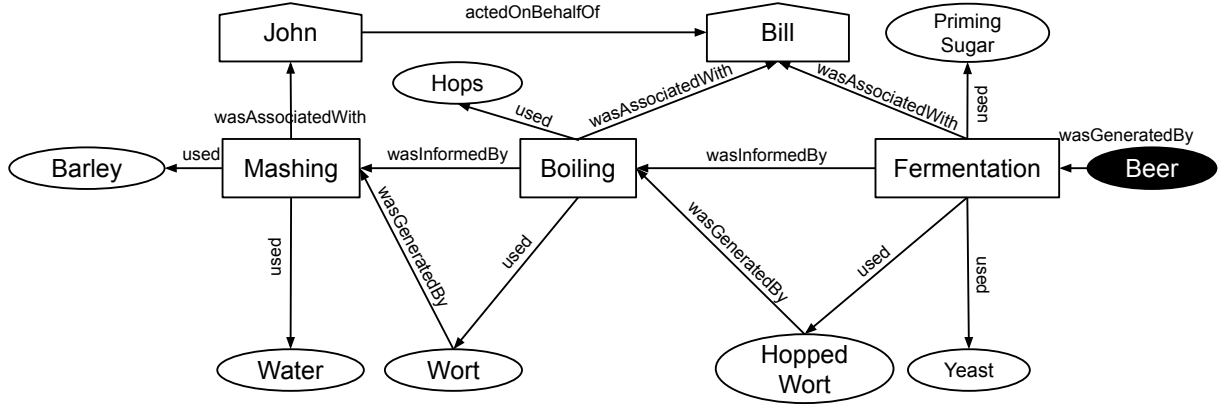 actedOnBehalfOf
John
Bill
Priming
Sugar
Hops
wasAssociatedWith
wasAssociatedWith
used
wasAssociatedWith
used
wasGeneratedBy
used
Barley
Mashing
wasInformedBy
Boiling
wasInformedBy
Fermentation
Beer
used
wasGeneratedBy
used
wasGeneratedBy
used
used
Water
Wort
Hopped
Wort
Yeast